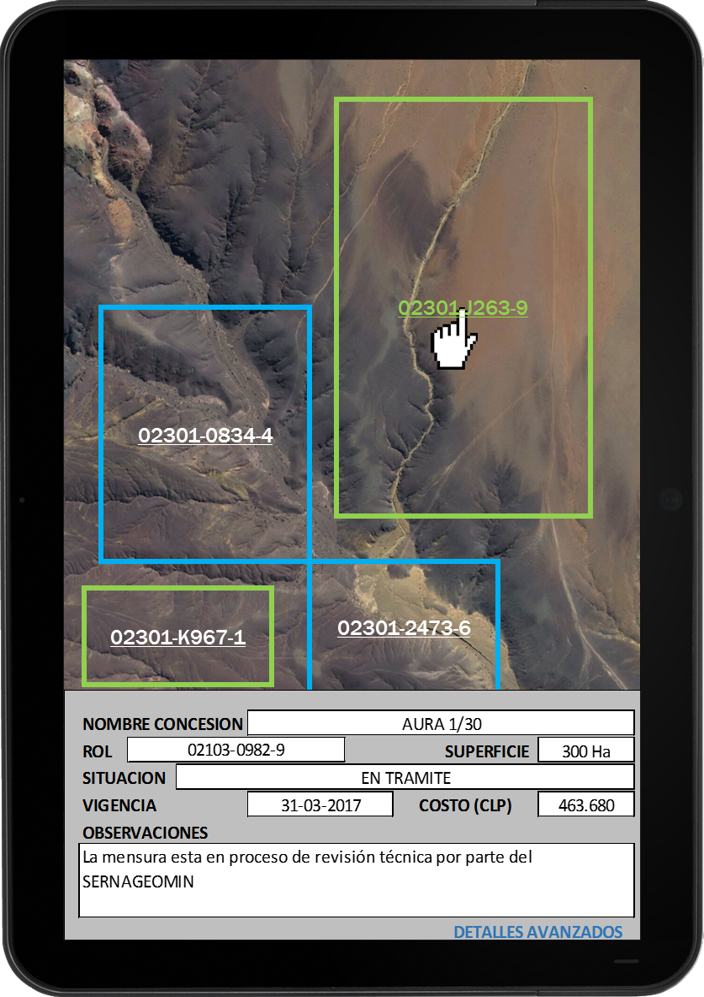 02301-J263-9
02301-0834-4
02301-2473-6
02301-K967-1
NOMBRE CONCESION AURA 1/30
ROL 02103-0982-9 SUPERFICIE 300 Ha
SITUACION EN TRAMITE
VIGENCIA 31-03-2017 COSTO (CLP) 463.680
OBSERVACIONES
La mensura esta en proceso de revisión técnica por parte del
SERNAGEOMIN
DETALLES AVANZADOS